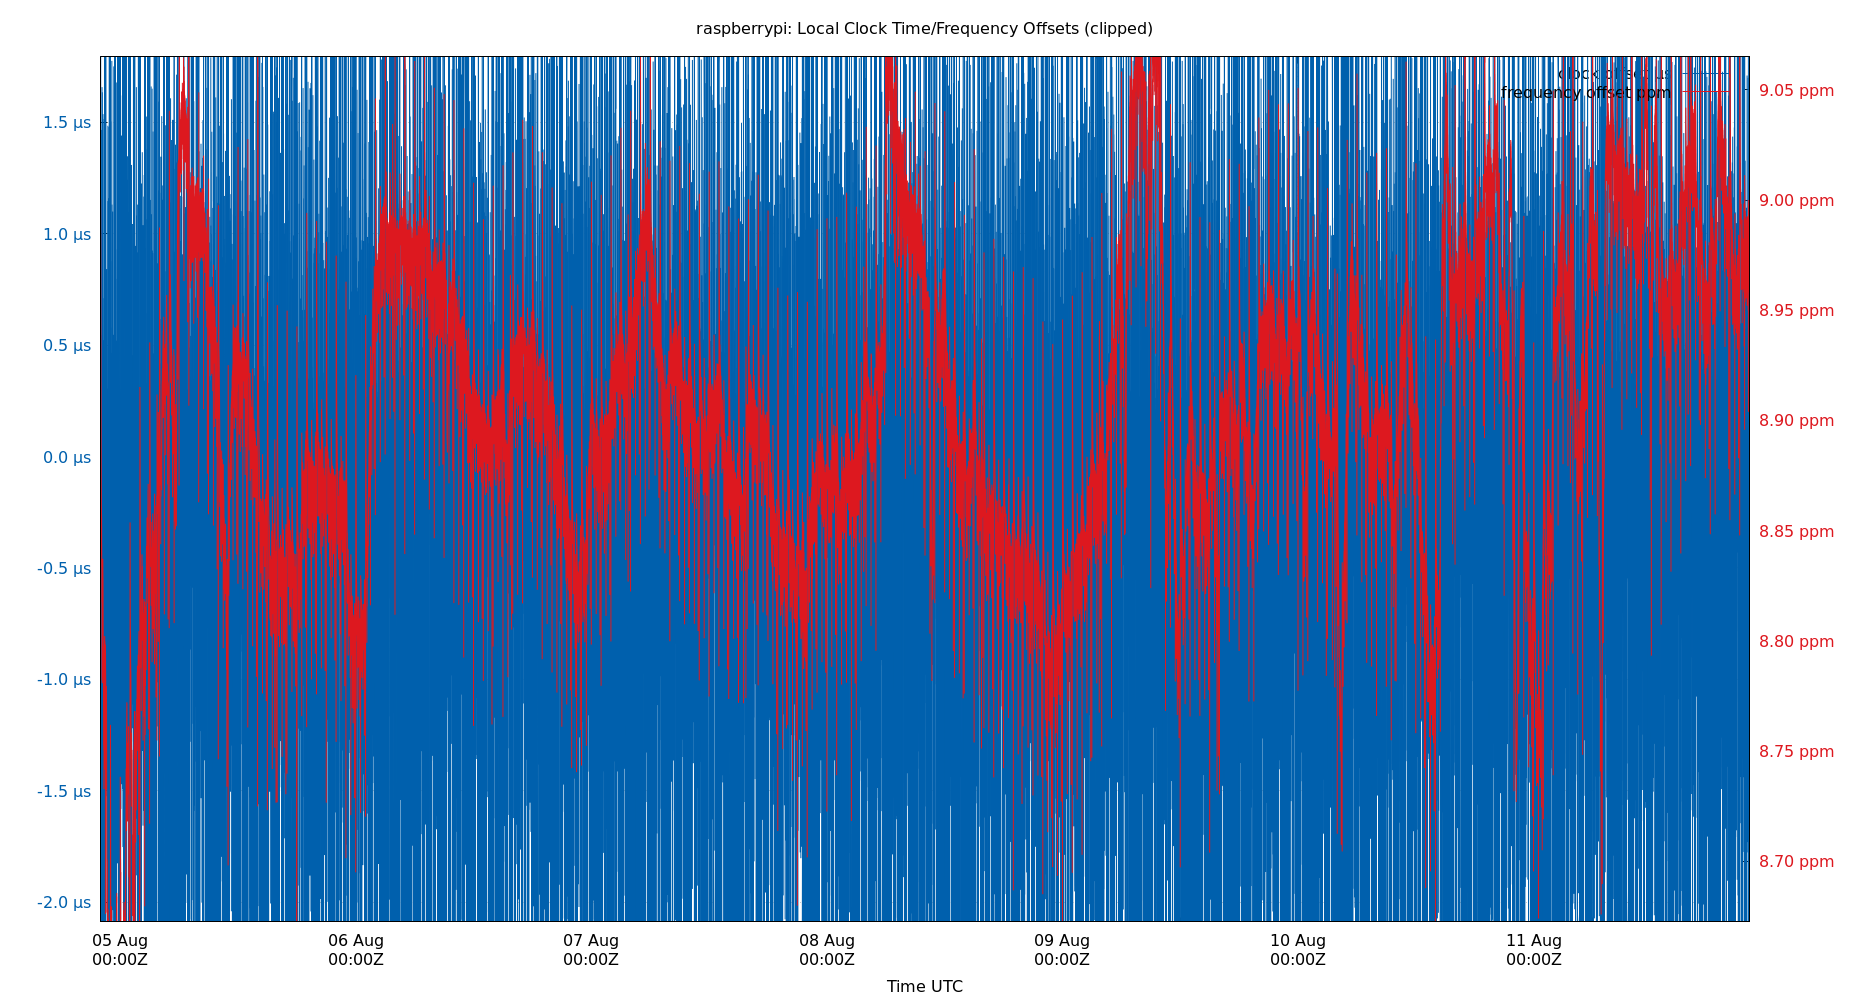 raspberrypi: Local Clock Time/Frequency Offsets (clipped)
clock offset µs
frequency offset ppm
1.5 µs
1.0 µs
0.5 µs
0.0 µs
-0.5 µs
-1.0 µs
-1.5 µs
-2.0 µs
9.05 ppm
9.00 ppm
8.95 ppm
8.90 ppm
8.85 ppm
8.80 ppm
8.75 ppm
8.70 ppm
05 Aug
00:00Z
06 Aug
00:00Z
07 Aug
00:00Z
08 Aug
00:00Z
09 Aug
00:00Z
10 Aug
00:00Z
11 Aug
00:00Z
Time UTC